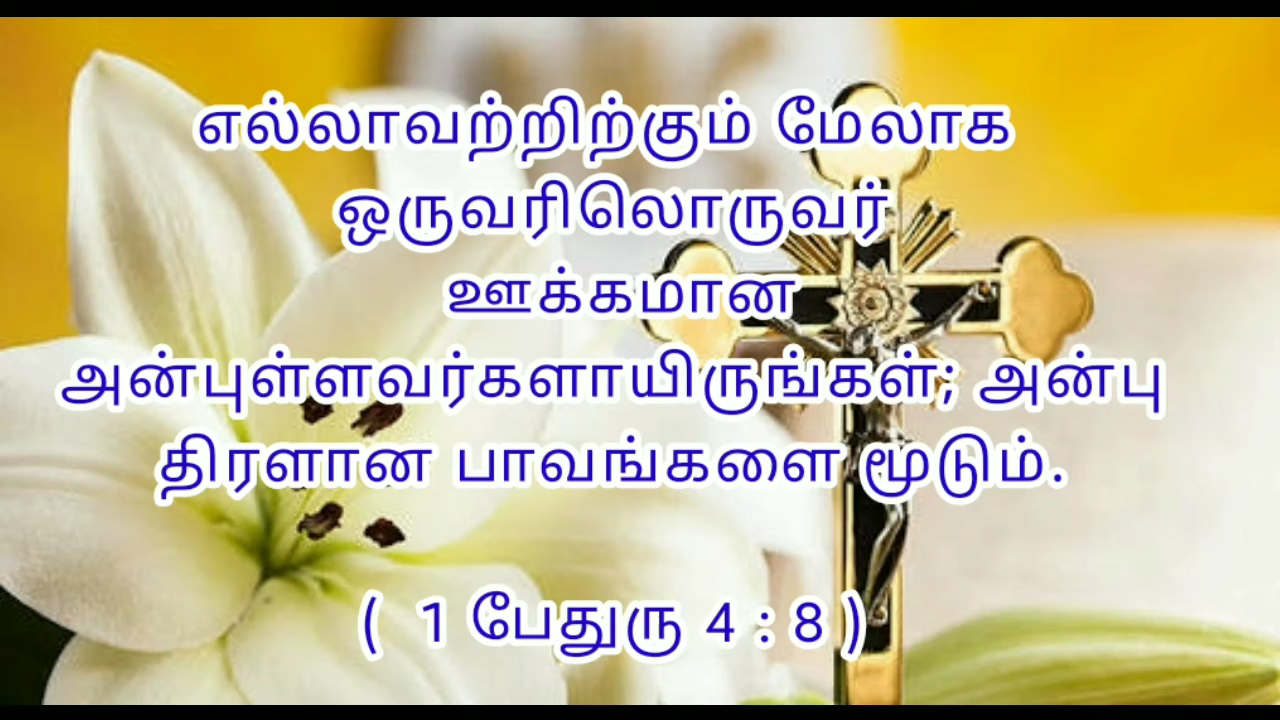 எல்லாவற்றிற்கும் மேலாக
ஒருவரிலொருவர்
ஊக்கமான
அன்புள்ளவர்களாயிருங்கள்; அன்பு
திரளான பாவங்களை மூடும்.
( 1 பேதுரு 4 : 8 )